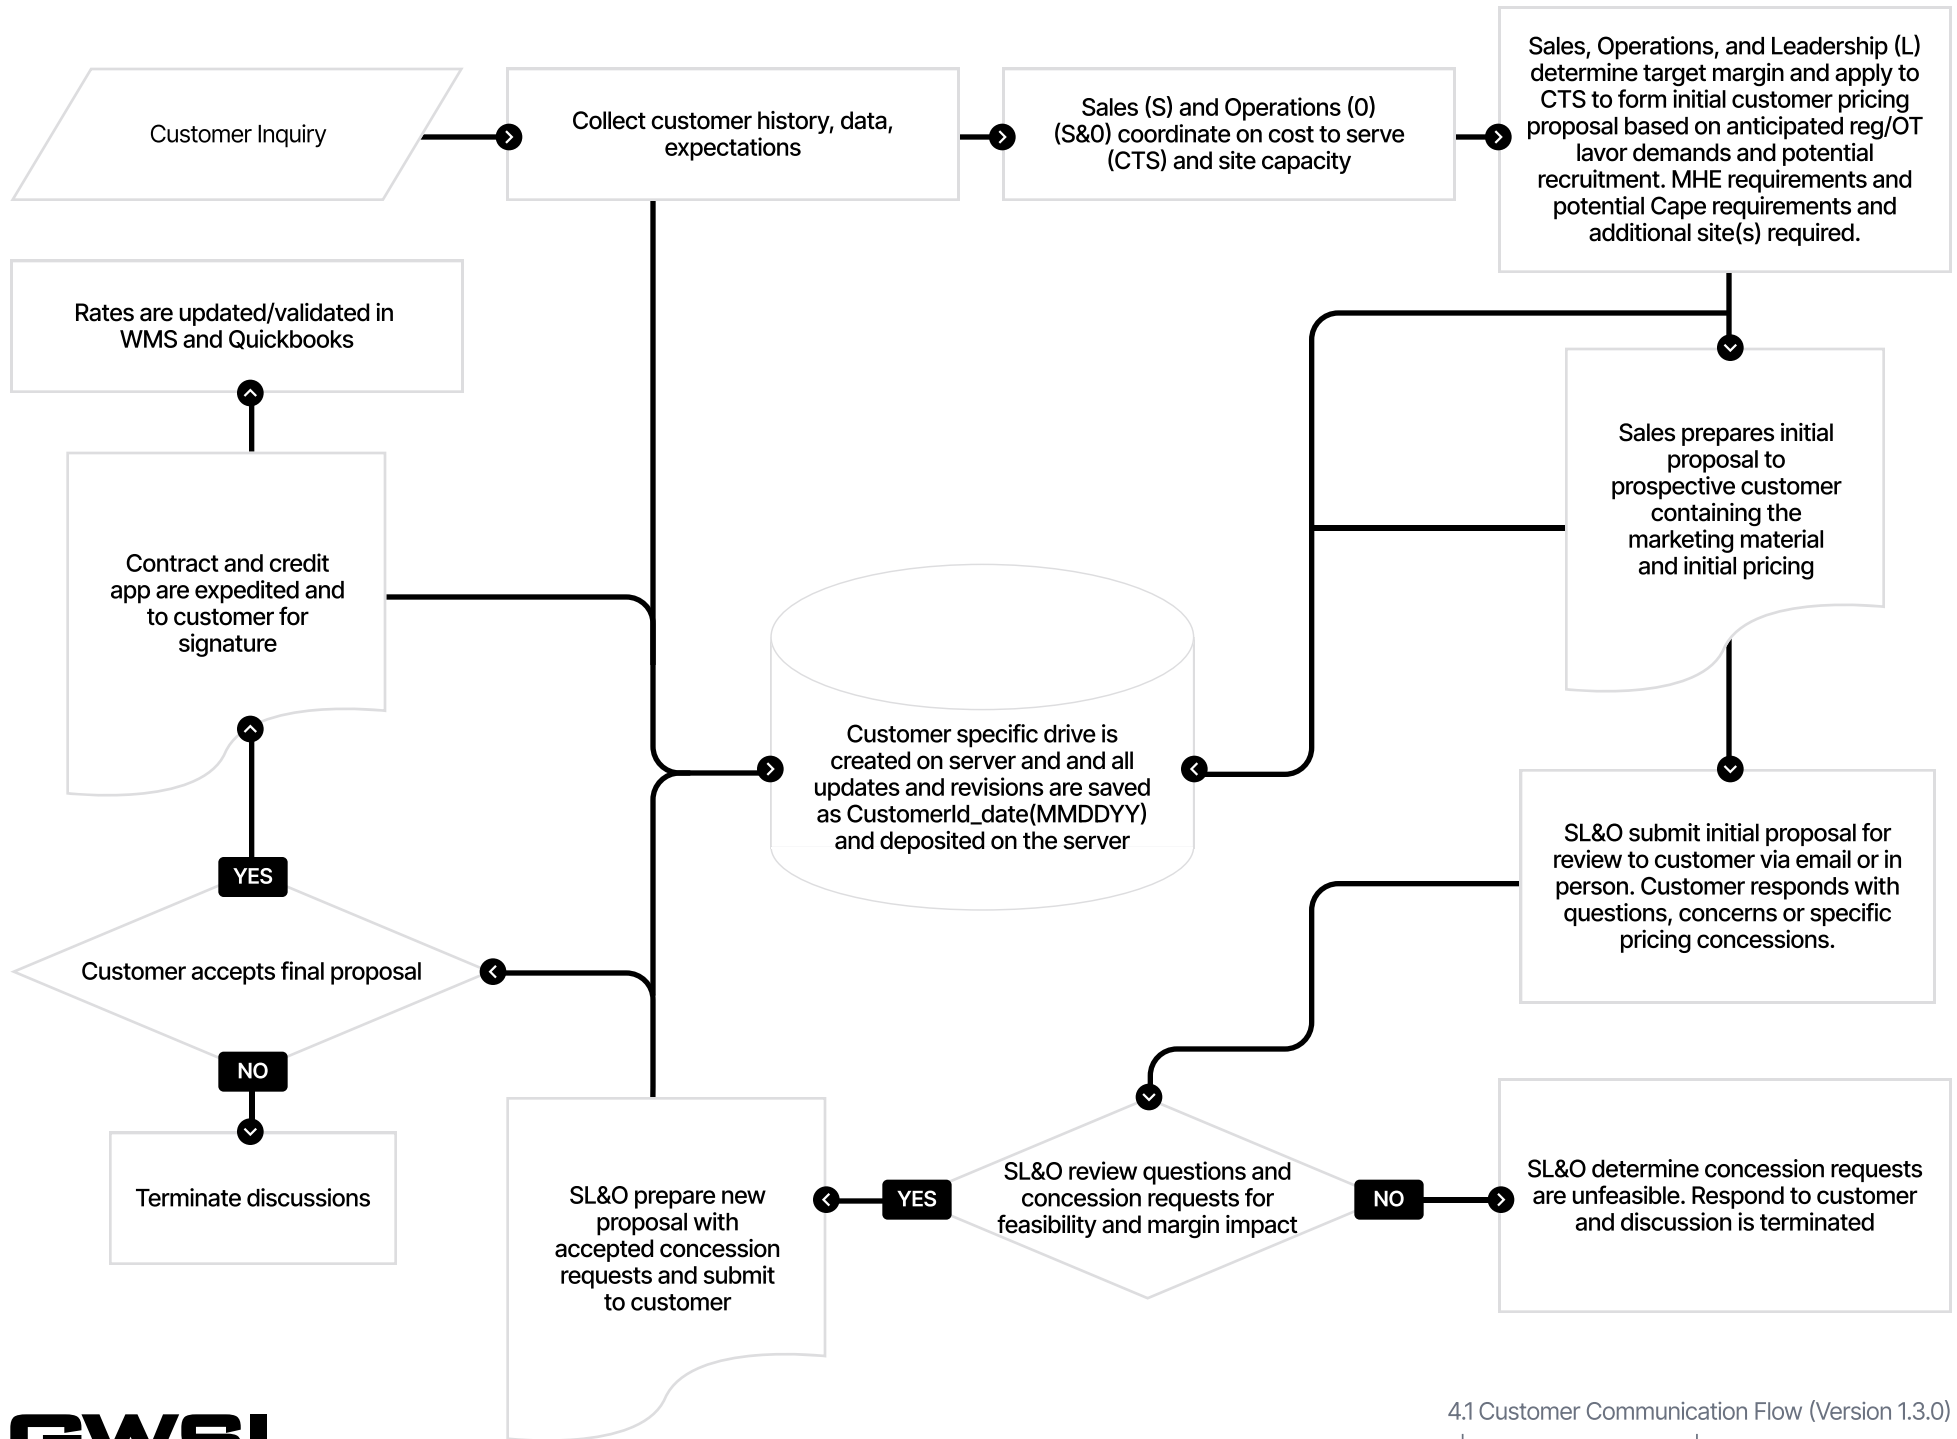 Customer Inquiry
Collect customer history, data,
expectations
Sales (S) and Operations (0)
(S&0) coordinate on cost to serve
(CTS) and site capacity
Sales, Operations, and Leadership (L)
determine target margin and apply to
CTS to form initial customer pricing
proposal based on anticipated reg/OT
lavor demands and potential
recruitment. MHE requirements and
potential Cape requirements and
additional site(s) required.
Rates are updated/validated in
WMS and Quickbooks
Sales prepares initial
proposal to
prospective customer
containing the
marketing material
and initial pricing
Contract and credit
app are expedited and
to customer for
signature
Customer specific drive is
created on server and and all
updates and revisions are saved
as CustomerId_date(MMDDYY)
and deposited on the server
SL&O submit initial proposal for
review to customer via email or in
person. Customer responds with
questions, concerns or specific
pricing concessions.
YES
Customer accepts final proposal
NO
Terminate discussions
SL&O prepare new
proposal with
accepted concession
requests and submit
to customer
YES
SL&O review questions and
concession requests for
feasibility and margin impact
NO
SL&O determine concession requests
are unfeasible. Respond to customer
and discussion is terminated
4.1 Customer Communication Flow (Version 1.3.0)